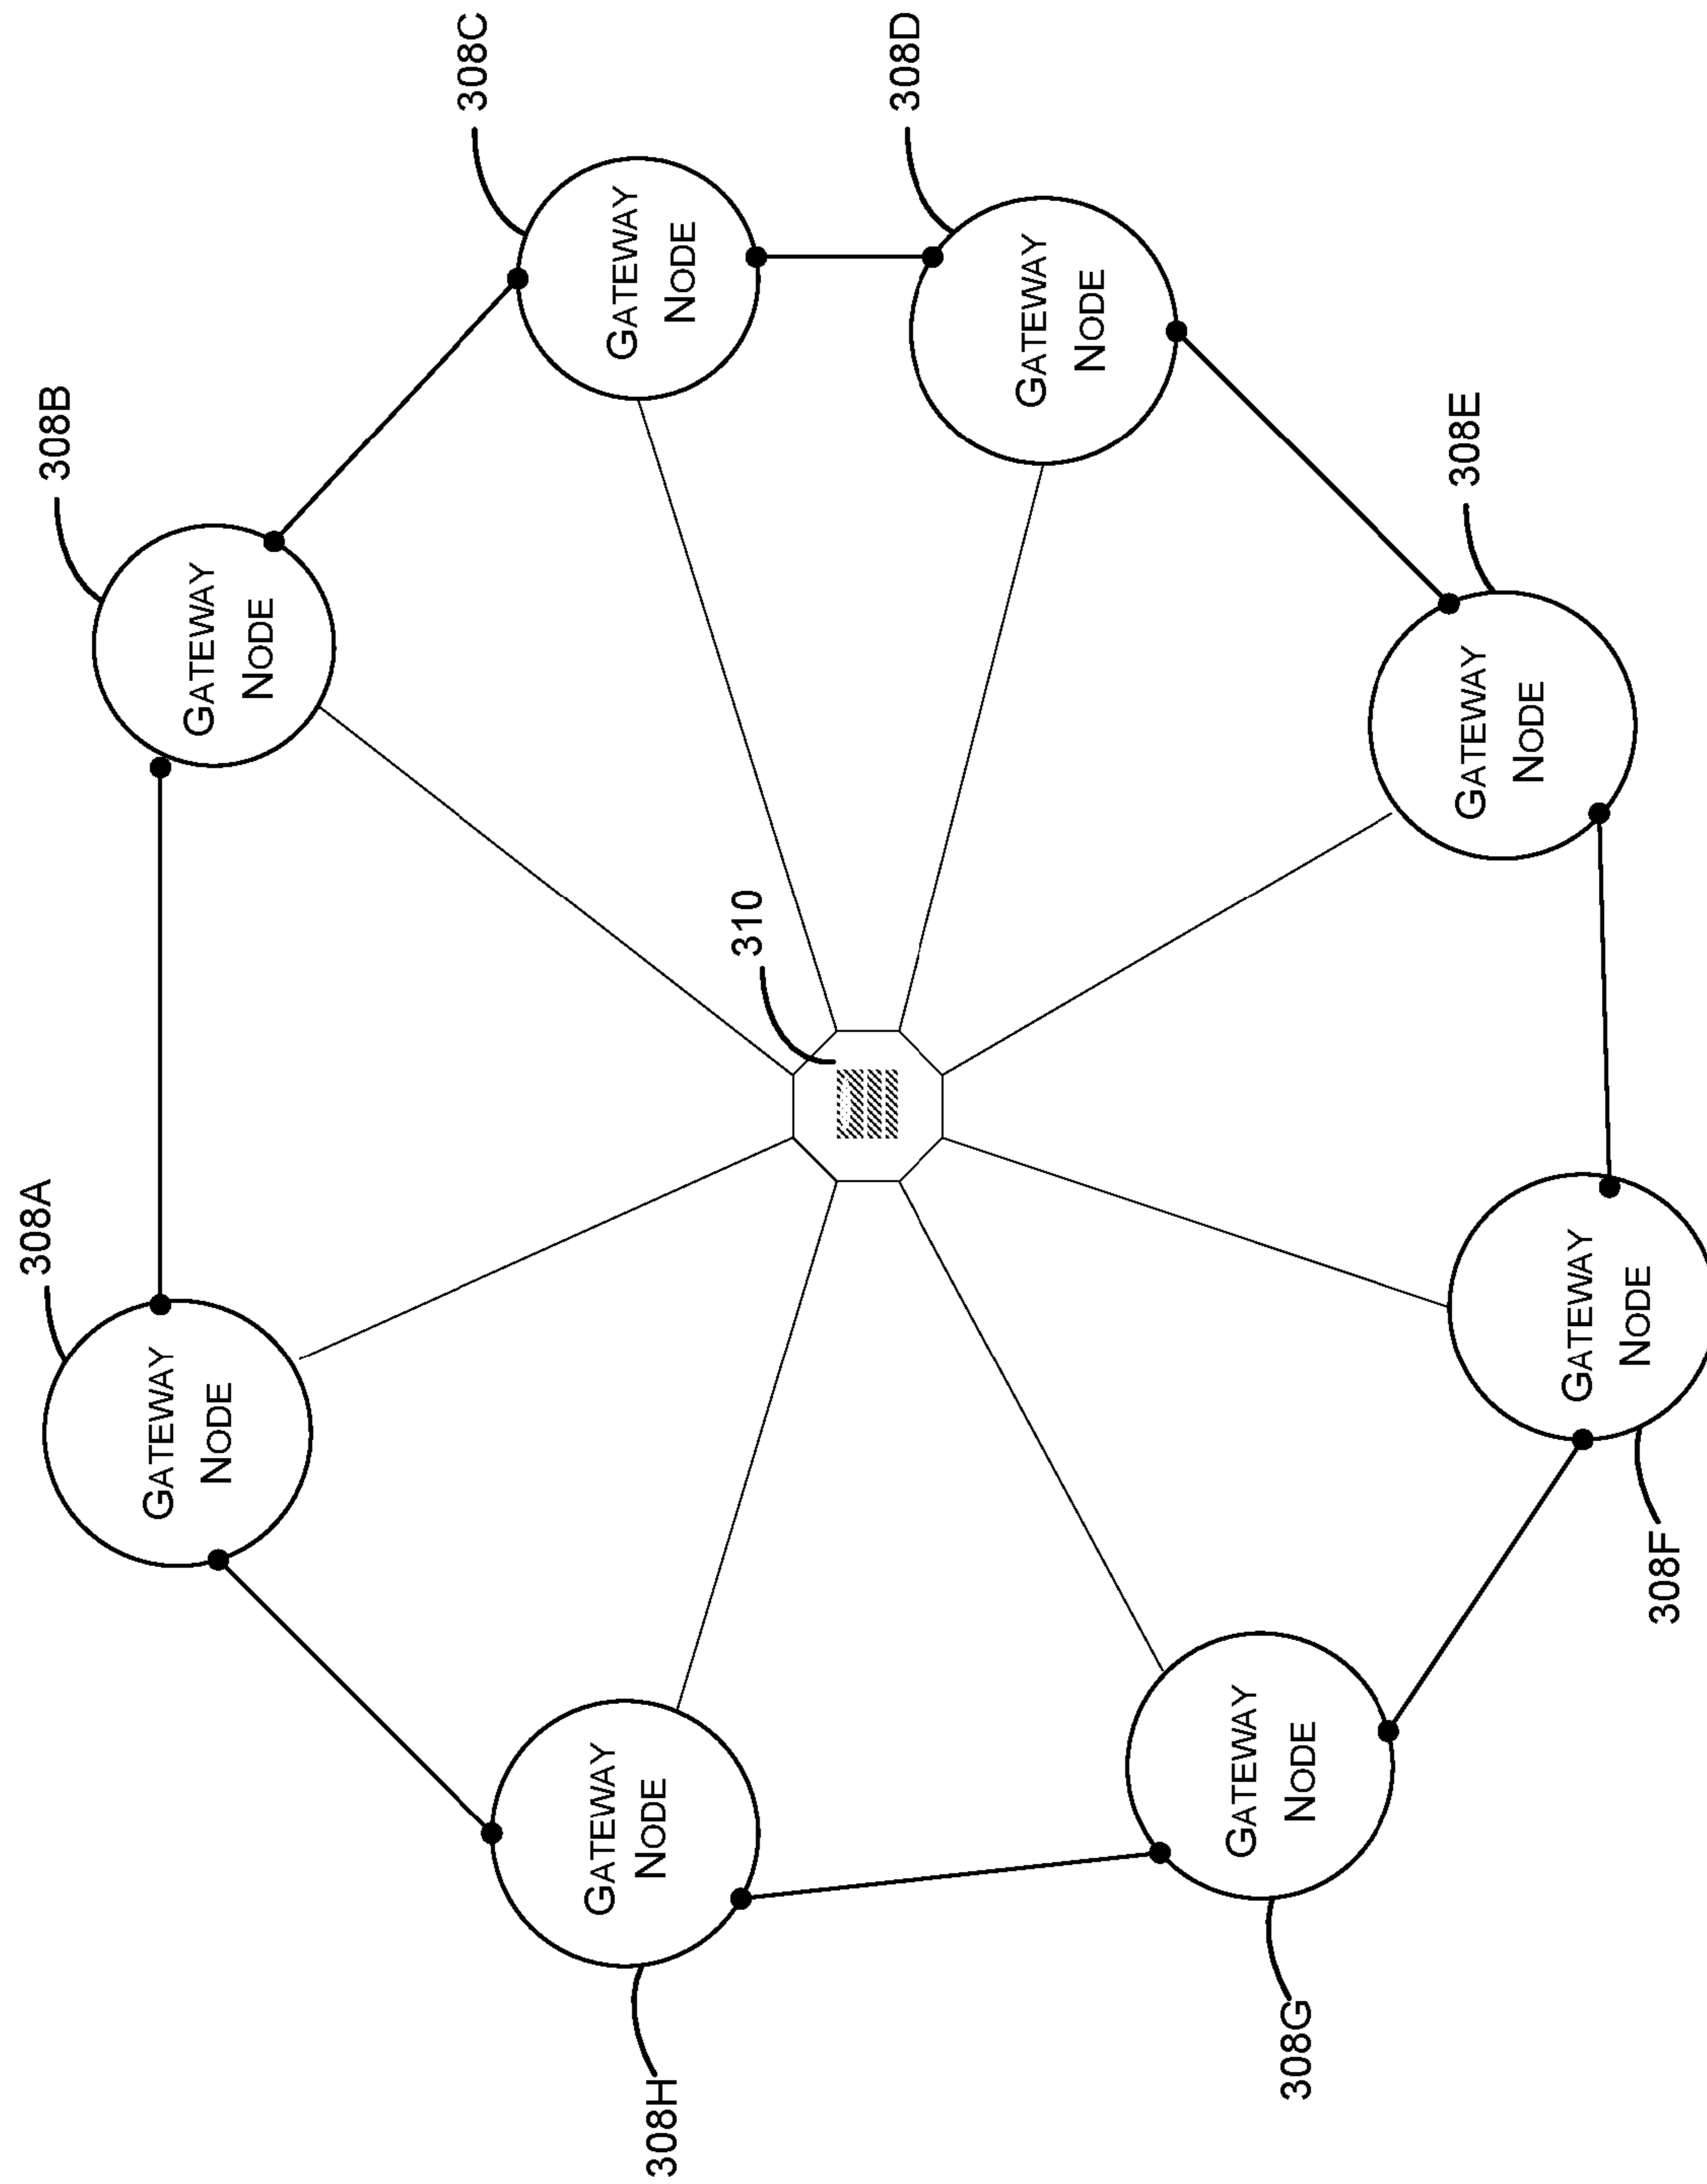 308A
GATEWAY
NODE
308B
GATEWAY
NODE
308C
GATEWAY
NODE
308D
GATEWAY
NODE
308E
GATEWAY
NODE
308F
GATEWAY
NODE
308G
GATEWAY
NODE
308H
GATEWAY
NODE
310